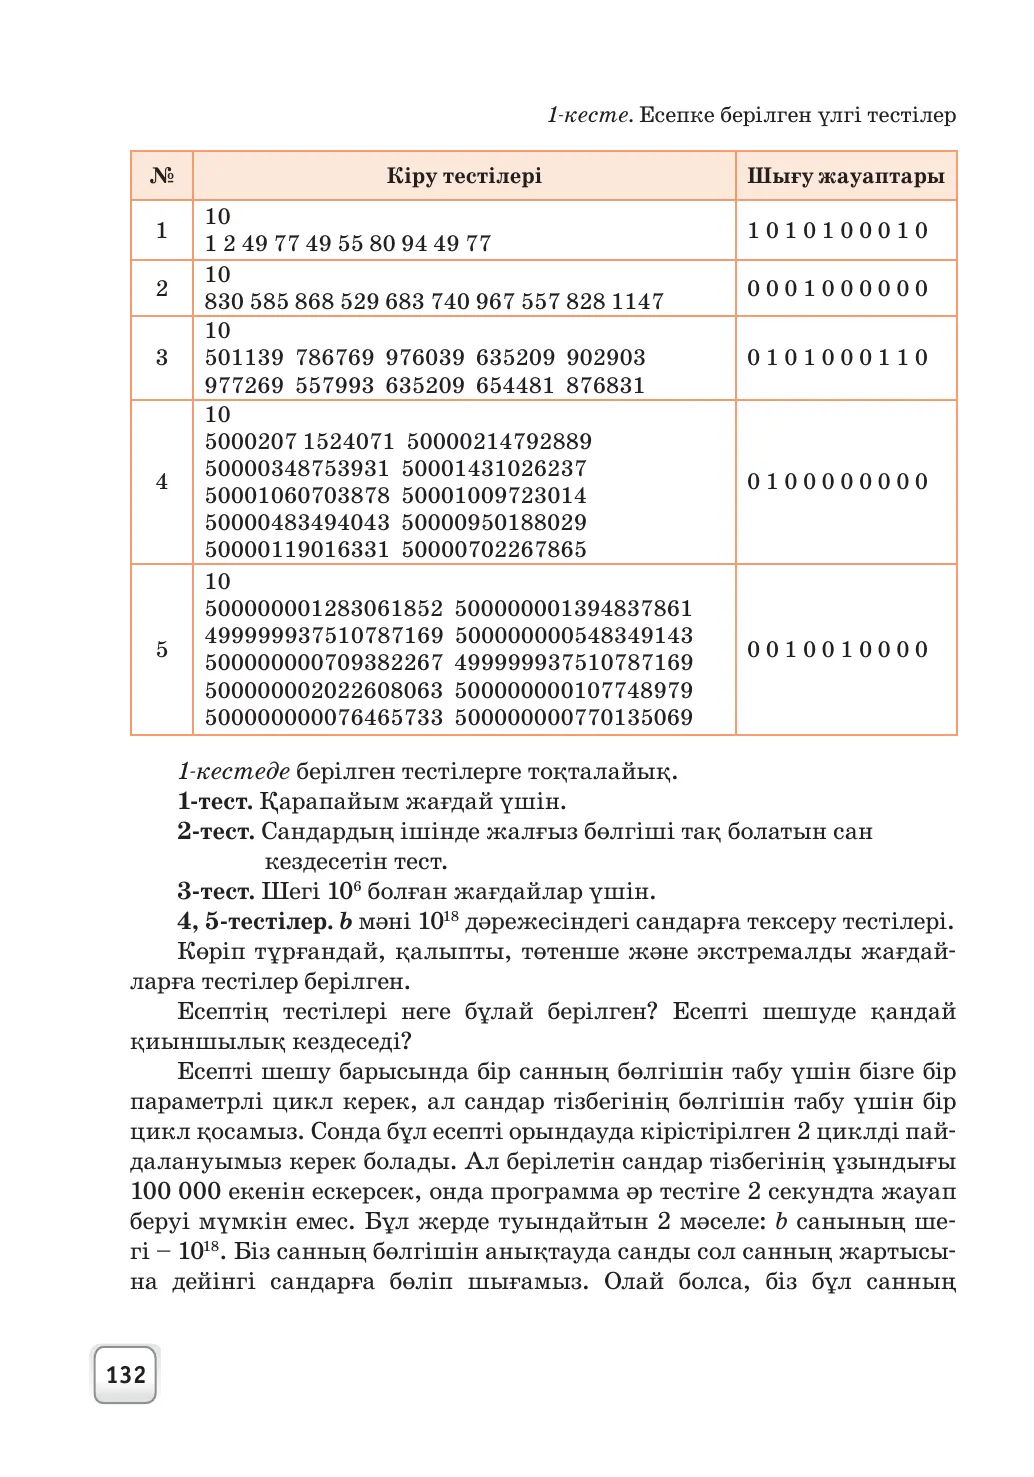 1-кесте. Есепке берілген үлгі тестілер
№ Кіру тестілері Шығу жауаптары
1
10
1 2 49 77 49 55 80 94 49 77
1 0 1 0 1 0 0 0 1 0
2
10
830 585 868 529 683 740 967 557 828 1147
0 0 0 1 0 0 0 0 0 0
3
10
501139 786769 976039 635209 902903
977269 557993 635209 654481 876831
0 1 0 1 0 0 0 1 1 0
4
10
5000207 1524071 50000214792889
50000348753931 50001431026237
50001060703878 50001009723014
50000483494043 50000950188029
50000119016331 50000702267865
0 1 0 0 0 0 0 0 0 0
5
10
500000001283061852 500000001394837861
499999937510787169 500000000548349143
500000000709382267 499999937510787169
500000002022608063 500000000107748979
500000000076465733 500000000770135069
0 0 1 0 0 1 0 0 0 0
1-кестеде берілген тестілерге тоқталайық.
1-тест. Қарапайым жағдай үшін.
2-тест. Сандардың ішінде жалғыз бөлгіші тақ болатын сан
кездесетін тест.
3-тест. Шегі 10⁶ болған жағдайлар үшін.
4, 5-тестілер. b мәні 10¹⁸ дәрежесіндегі сандарға тексеру тестілері.
Көріп тұрғандай, қалыпты, төтенше және экстремалды жағдай-
ларға тестілер берілген.
Есептің тестілері неге бұлай берілген? Есепті шешуде қандай
қиыншылық кездеседі?
Есепті шешу барысында бір санның бөлгішін табу үшін бізге бір
параметрлі цикл керек, ал сандар тізбегінің бөлгішін табу үшін бір
цикл қосамыз. Сонда бұл есепті орындауда кірістірілген 2 циклді пай-
далануымыз керек болады. Ал берілетін сандар тізбегінің ұзындығы
100 000 екенін ескерсек, онда программа әр тестіге 2 секундта жауап
беруі мүмкін емес. Бұл жерде туындайтын 2 мәселе: b санының ше-
гі – 10¹⁸. Біз санның бөлгішін анықтауда санды сол санның жартысы-
на дейінгі сандарға бөліп шығамыз. Олай болса, біз бұл санның
132